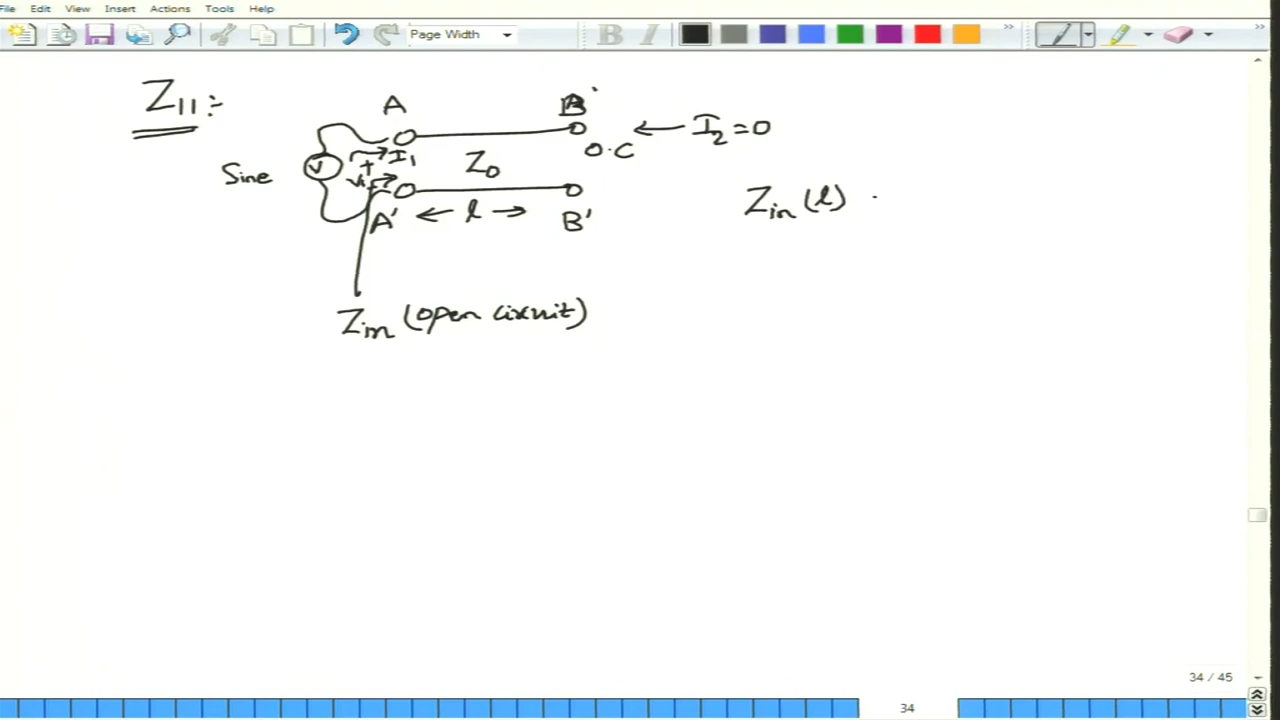 File Edit View Insert Actions Tools Help
Page Width
B I
Z11 :-
A B
I2 = 0
O.C
V + I1
Z0
Sine
Vi
Zin (l)
A' ← l → B'
Zin (open circuit)
34 / 45
34